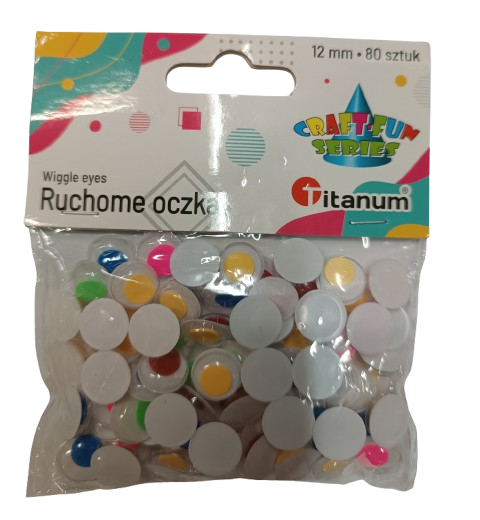 12 mm • 80 sztuk
CRAFT-FUN
SERIES
Wiggle eyes
Ruchome oczka
Titanum®